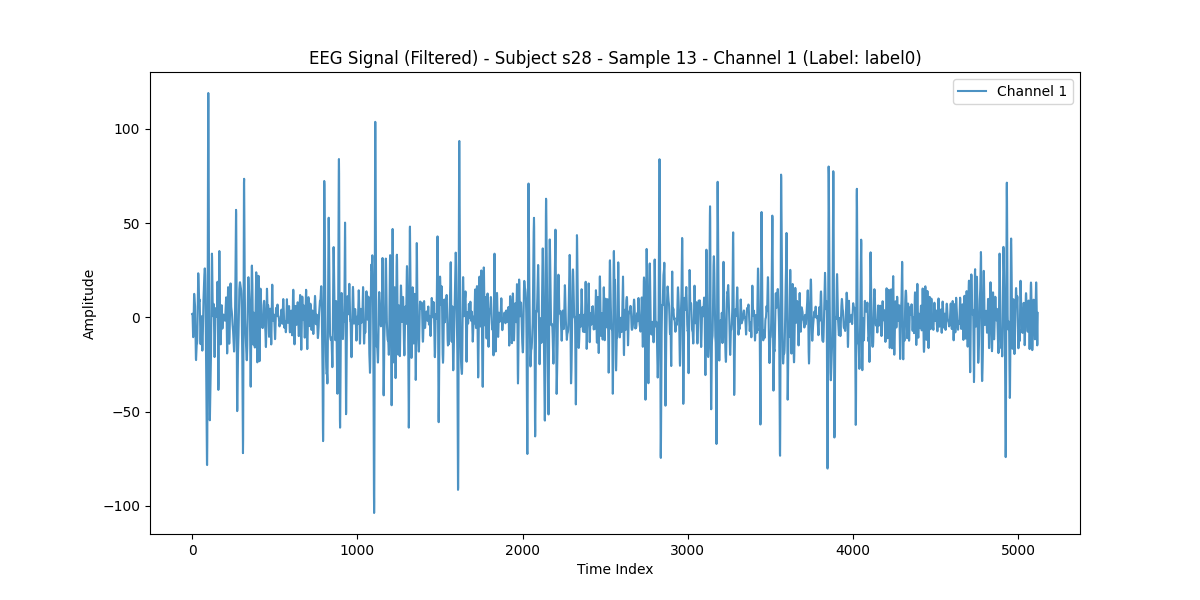 EEG Signal (Filtered) - Subject s28 - Sample 13 - Channel 1 (Label: label0)
Channel 1
100
50
0
−50
−100
Amplitude
0 1000 2000 3000 4000 5000
Time Index